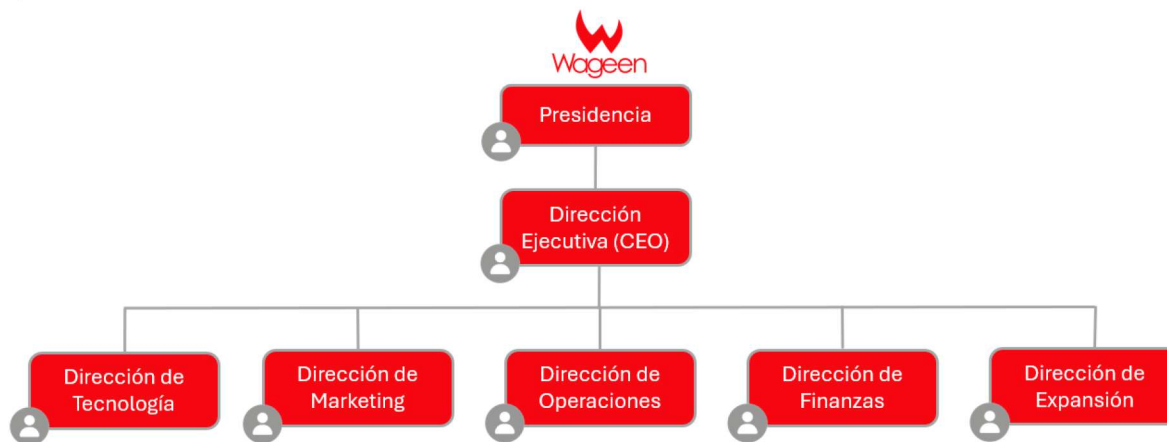 Wageen
Presidencia
Dirección
Ejecutiva (CEO)
Dirección de
Tecnología
Dirección de
Marketing
Dirección de
Operaciones
Dirección de
Finanzas
Dirección de
Expansión